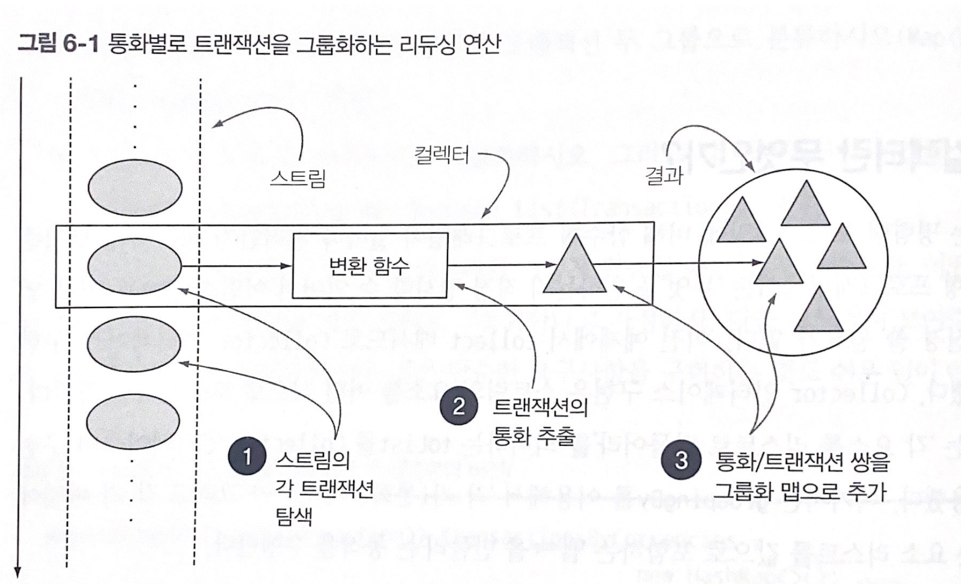 그림 6-1 통화별로 트랜잭션을 그룹화하는 리듀싱 연산
스트림
컬렉터
결과
변환 함수
1 스트림의
각 트랜잭션
탐색
2 트랜잭션의
통화 추출
3 통화/트랜잭션 쌍을
그룹화 맵으로 추가